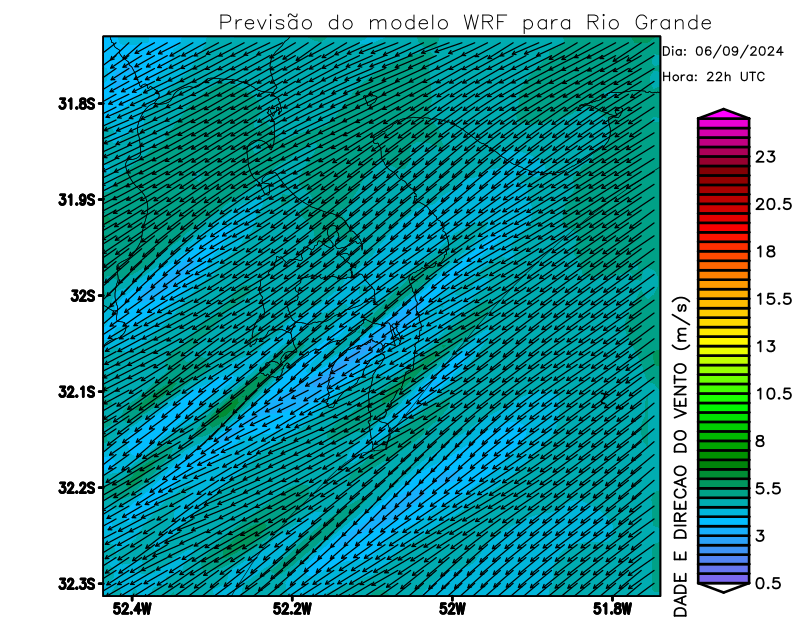 Previsão do modelo WRF para Rio Grande
Dia: 06/09/2024
Hora: 22h UTC
31.8S
31.9S
32S
32.1S
32.2S
32.3S
52.4W
52.2W
52W
51.8W
23
20.5
18
15.5
13
10.5
8
5.5
3
0.5
DADE E DIRECAO DO VENTO (m/s)